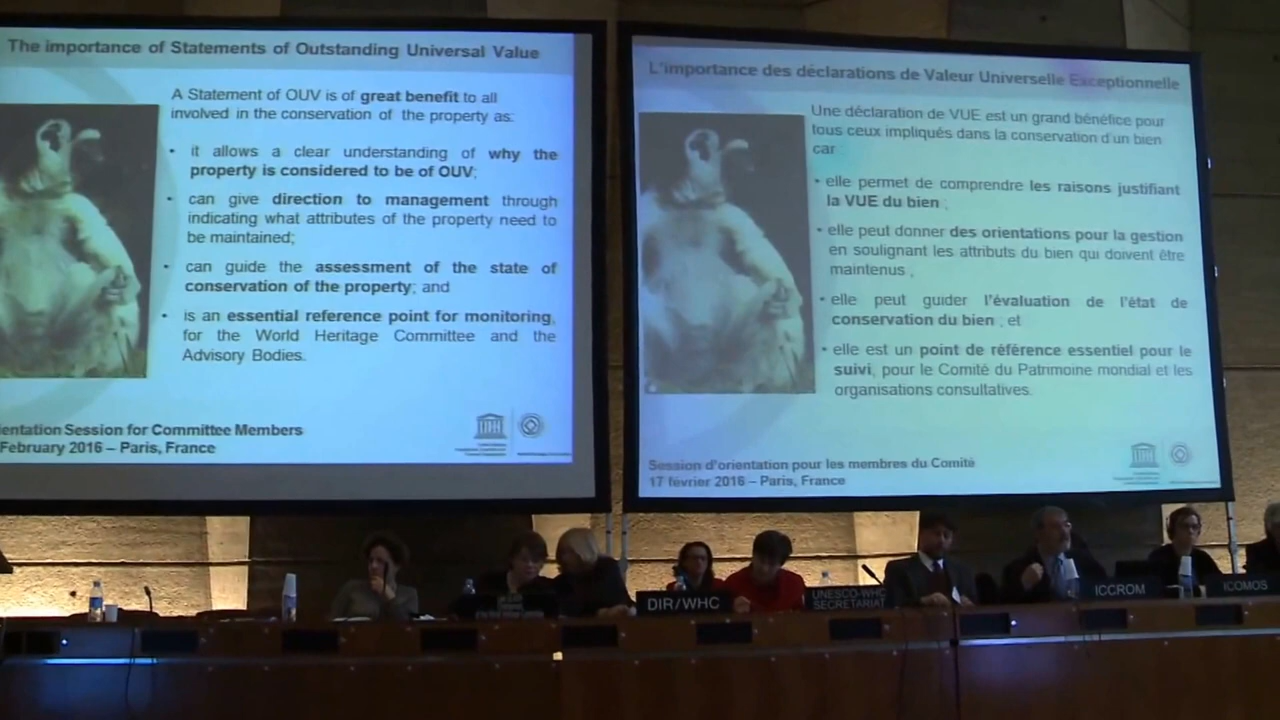 The importance of Statements of Outstanding Universal Value
A Statement of OUV is of great benefit to all
involved in the conservation of the property as:
• it allows a clear understanding of why the
property is considered to be of OUV;
• can give direction to management through
indicating what attributes of the property need to
be maintained;
• can guide the assessment of the state of
conservation of the property; and
• is an essential reference point for monitoring,
for the World Heritage Committee and the
Advisory Bodies.
entation Session for Committee Members
February 2016 – Paris, France
L'importance des déclarations de Valeur Universelle Exceptionnelle
Une déclaration de VUE est un grand bénéfice pour
tous ceux impliqués dans la conservation d'un bien
car
• elle permet de comprendre les raisons justifiant
la VUE du bien ;
• elle peut donner des orientations pour la gestion
en soulignant les attributs du bien qui doivent être
maintenus ;
• elle peut guider l'évaluation de l'état de
conservation du bien ; et
• elle est un point de référence essentiel pour le
suivi, pour le Comité du Patrimoine mondial et les
organisations consultatives.
Session d'orientation pour les membres du Comité
17 février 2016 – Paris, France
DIR/WHC
UNESCO-WHC
SECRETARIAT
ICCROM
ICOMOS